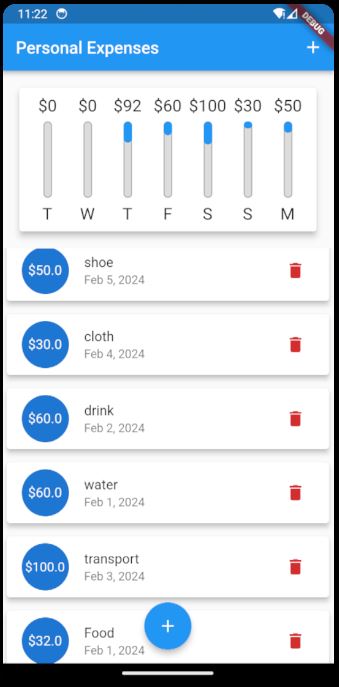 11:22
DEBUG
Personal Expenses
+
$0 $0 $92 $60 $100 $30 $50
T W T F S S M
$50.0
shoe
Feb 5, 2024
$30.0
cloth
Feb 4, 2024
$60.0
drink
Feb 2, 2024
$60.0
water
Feb 1, 2024
$100.0
transport
Feb 3, 2024
$32.0
Food
Feb 1, 2024
+